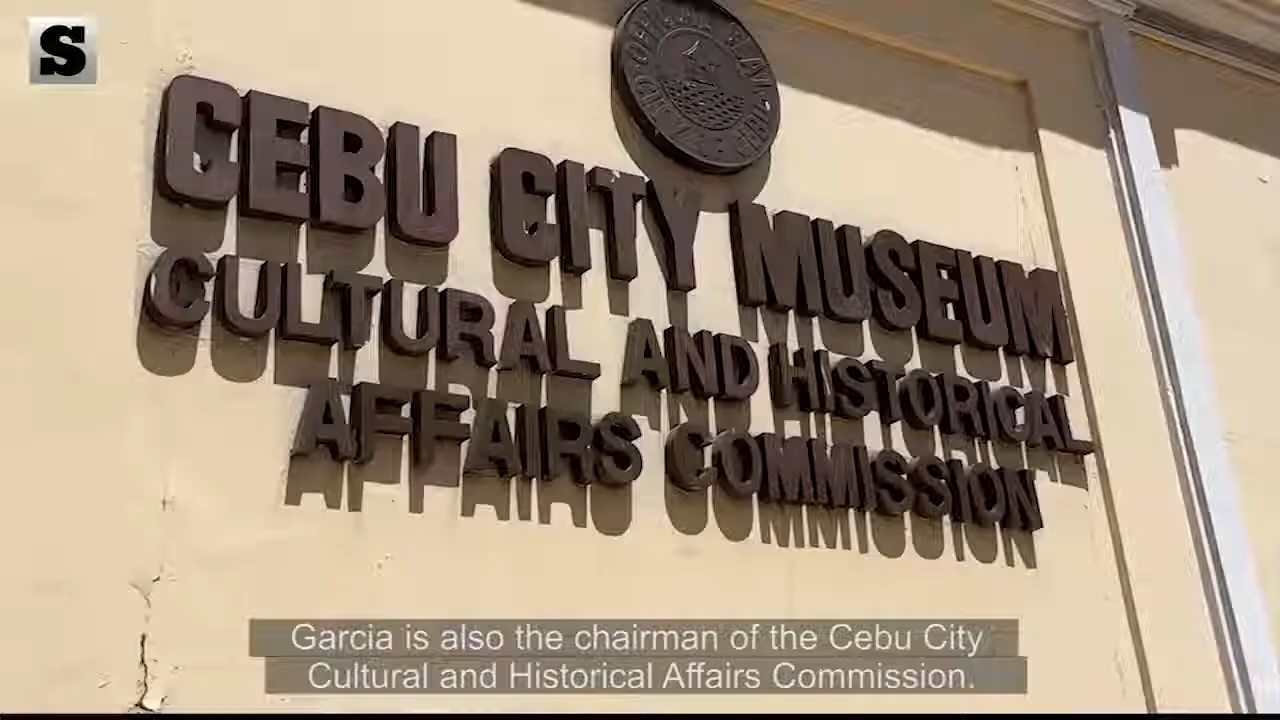 S
CEBU CITY MUSEUM
CULTURAL AND HISTORICAL
AFFAIRS COMMISSION
Garcia is also the chairman of the Cebu City
Cultural and Historical Affairs Commission.